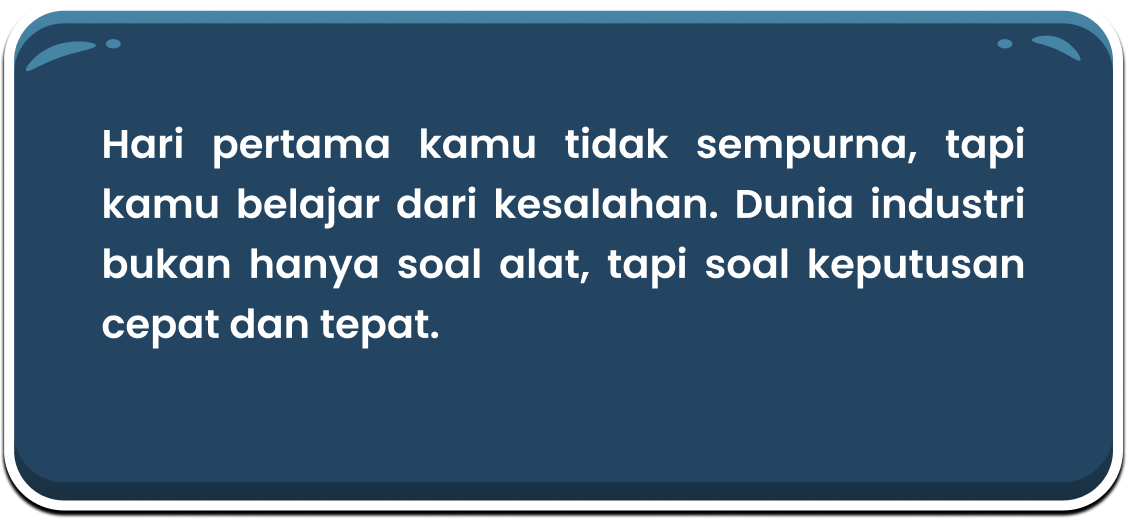 Hari pertama kamu tidak sempurna, tapi
kamu belajar dari kesalahan. Dunia industri
bukan hanya soal alat, tapi soal keputusan
cepat dan tepat.